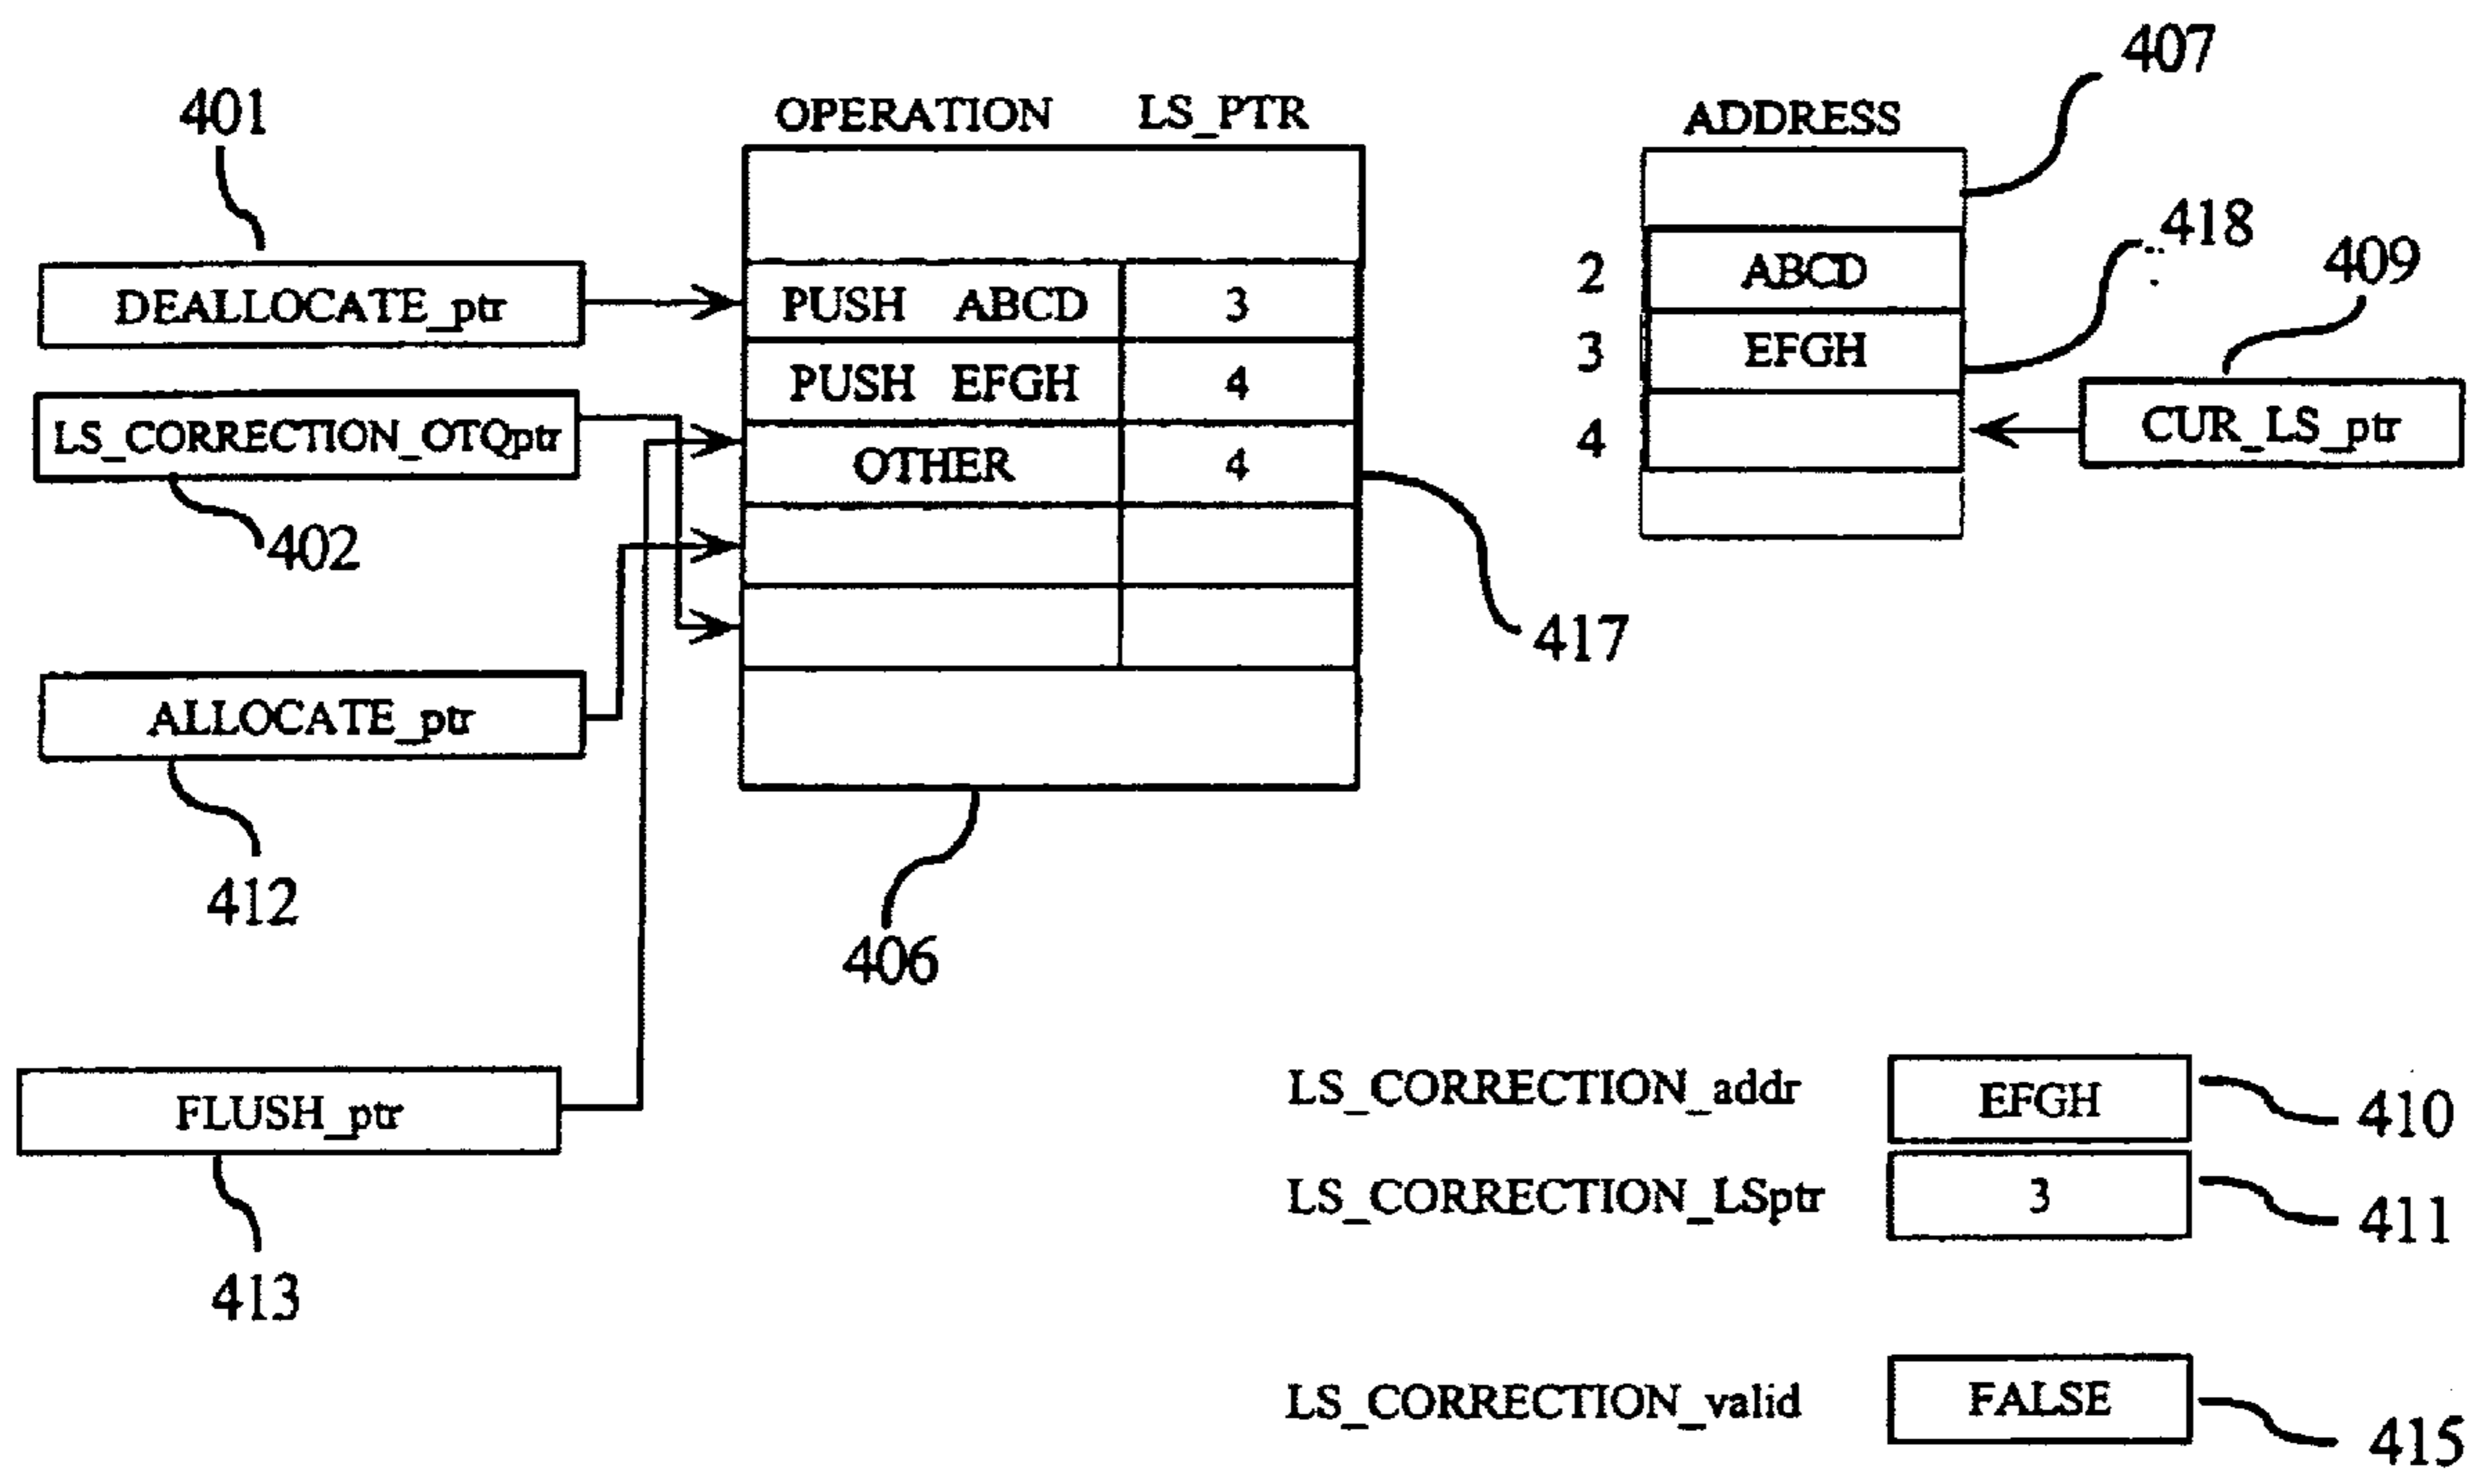 407
401
OPERATION LS_PTR
ADDRESS
418
409
DEALLOCATE_ptr
PUSH ABCD 3
2 ABCD
PUSH EFGH 4
3 EFGH
LS_CORRECTION_OTQptr
OTHER 4
4
CUR_LS_ptr
402
417
ALLOCATE_ptr
412
406
FLUSH_ptr
LS_CORRECTION_addr EFGH 410
LS_CORRECTION_LSptr 3 411
413
LS_CORRECTION_valid FALSE 415